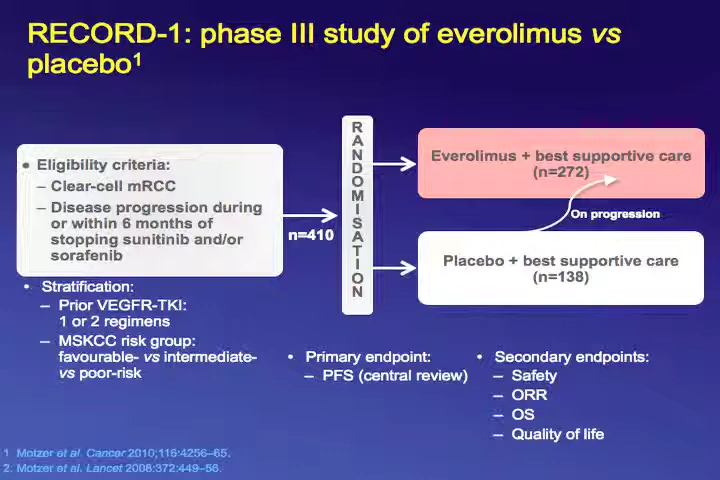 RECORD-1: phase III study of everolimus vs
placebo1
• Eligibility criteria:
– Clear-cell mRCC
– Disease progression during
or within 6 months of
stopping sunitinib and/or
sorafenib
n=410
RANDOMISATION
Everolimus + best supportive care
(n=272)
On progression
Placebo + best supportive care
(n=138)
• Stratification:
– Prior VEGFR-TKI:
1 or 2 regimens
– MSKCC risk group:
favourable- vs intermediate-
vs poor-risk
• Primary endpoint:
– PFS (central review)
• Secondary endpoints:
– Safety
– ORR
– OS
– Quality of life
1 Motzer et al. Cancer 2010;116:4256–65.
2. Motzer et al. Lancet 2008:372:449–56.